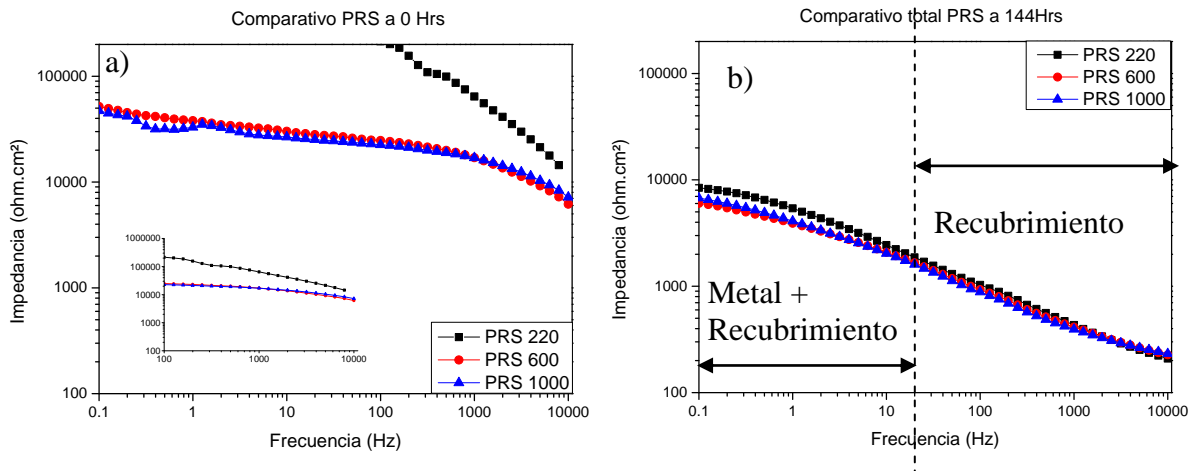 Comparativo PRS a 0 Hrs
a)
Impedancia (ohm.cm²)
100000
10000
1000
100
1000000
100000
10000
1000
100
100
1000
10000
PRS 220
PRS 600
PRS 1000
0.1
1
10
100
1000
10000
Frecuencia (Hz)
Comparativo total PRS a 144Hrs
b)
PRS 220
PRS 600
PRS 1000
Impedancia (ohm.cm²)
100000
10000
1000
100
Recubrimiento
Metal +
Recubrimiento
0.1
1
10
100
1000
10000
Frecuencia (Hz)